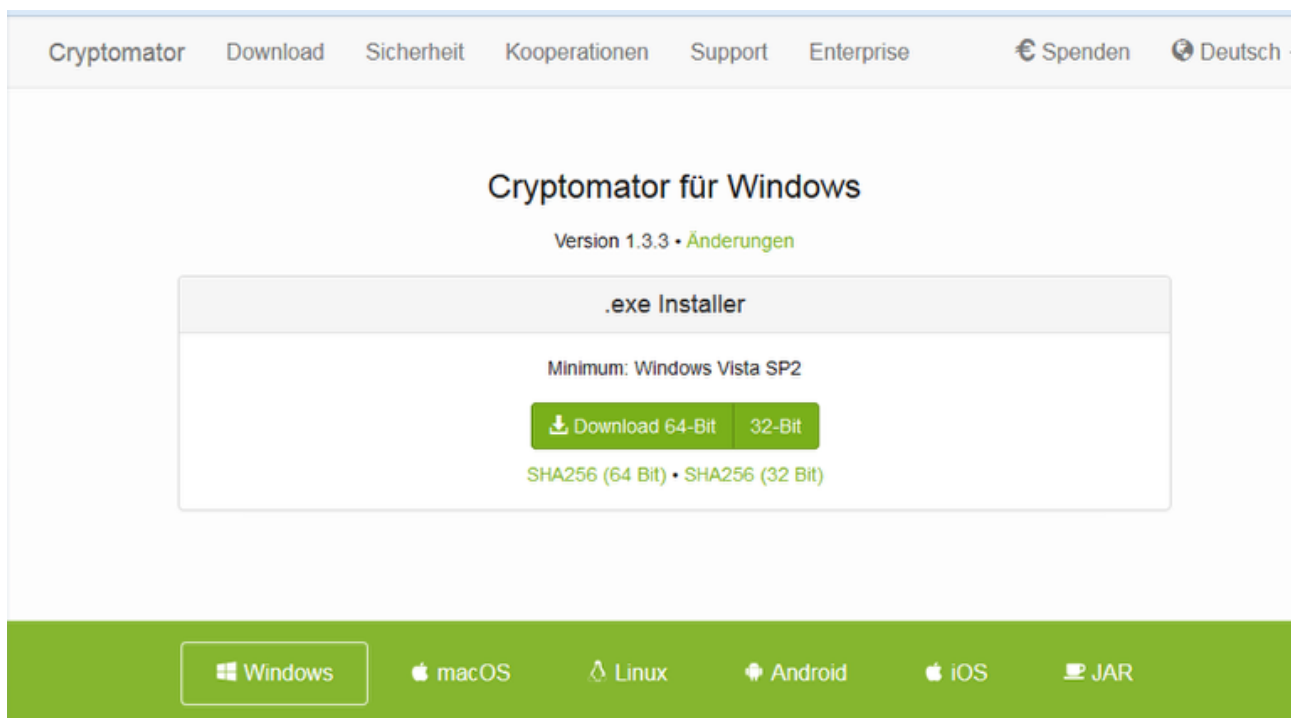 Cryptomator Download Sicherheit Kooperationen Support Enterprise € Spenden Deutsch
Cryptomator für Windows
Version 1.3.3 • Änderungen
.exe Installer
Minimum: Windows Vista SP2
Download 64-Bit 32-Bit
SHA256 (64 Bit) • SHA256 (32 Bit)
Windows macOS Linux Android iOS JAR